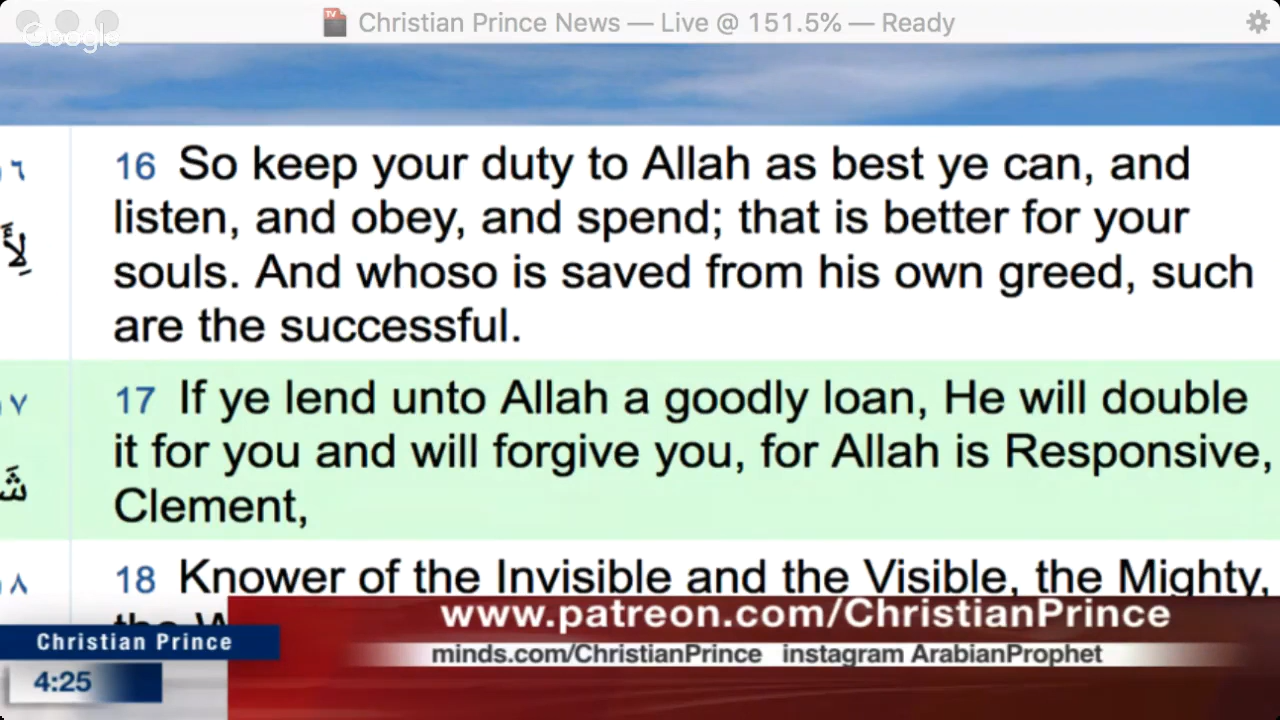 Christian Prince News — Live @ 151.5% — Ready
Google
16 So keep your duty to Allah as best ye can, and
listen, and obey, and spend; that is better for your
souls. And whoso is saved from his own greed, such
are the successful.
17 If ye lend unto Allah a goodly loan, He will double
it for you and will forgive you, for Allah is Responsive,
Clement,
18 Knower of the Invisible and the Visible, the Mighty,
www.patreon.com/ChristianPrince
Christian Prince
minds.com/ChristianPrince instagram ArabianProphet
4:25